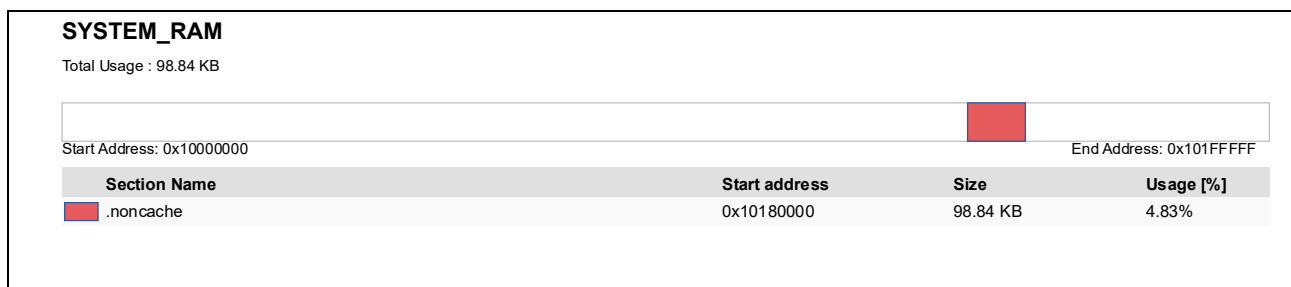 SYSTEM_RAM
Total Usage : 98.84 KB
Start Address: 0x10000000 End Address: 0x101FFFFF
Section Name Start address Size Usage [%]
.noncache 0x10180000 98.84 KB 4.83%